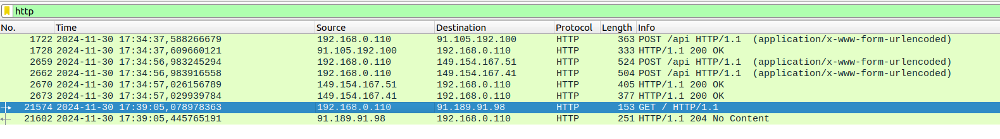 http
No. Time Source Destination Protocol Length Info
1722 2024-11-30 17:34:37,588266679 192.168.0.110 91.105.192.100 HTTP 363 POST /api HTTP/1.1 (application/x-www-form-urlencoded)
1728 2024-11-30 17:34:37,609660121 91.105.192.100 192.168.0.110 HTTP 333 HTTP/1.1 200 OK
2659 2024-11-30 17:34:56,983245294 192.168.0.110 149.154.167.51 HTTP 524 POST /api HTTP/1.1 (application/x-www-form-urlencoded)
2662 2024-11-30 17:34:56,983916558 192.168.0.110 149.154.167.41 HTTP 504 POST /api HTTP/1.1 (application/x-www-form-urlencoded)
2670 2024-11-30 17:34:57,026156789 149.154.167.51 192.168.0.110 HTTP 405 HTTP/1.1 200 OK
2673 2024-11-30 17:34:57,029939784 149.154.167.41 192.168.0.110 HTTP 377 HTTP/1.1 200 OK
21574 2024-11-30 17:39:05,078978363 192.168.0.110 91.189.91.98 HTTP 153 GET / HTTP/1.1
21602 2024-11-30 17:39:05,445765191 91.189.91.98 192.168.0.110 HTTP 251 HTTP/1.1 204 No Content